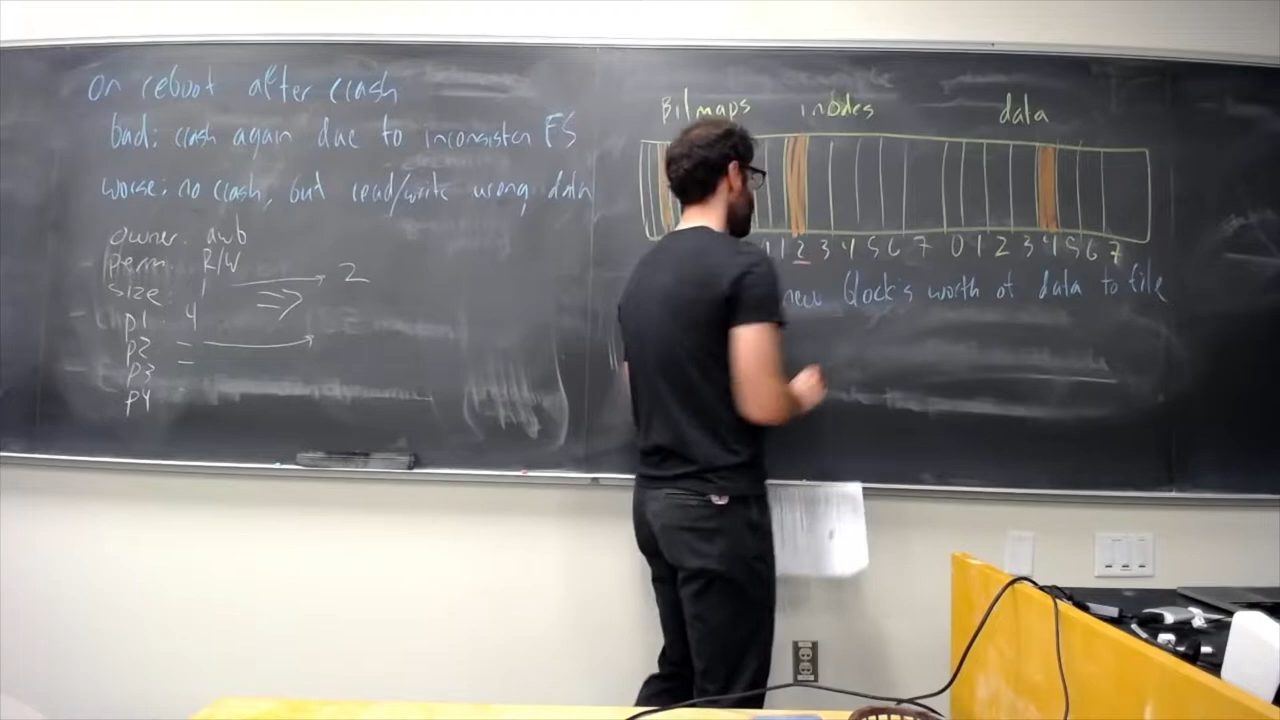 On reboot after crash
bad: crash again due to inconsisten FS
worse: no crash, but read/write wrong data
owner: awb
perm: R/W
size: 1 → 2
⇒
p1: 4
p2 =
p3 =
p4
Bitmaps inodes data
1 2 3 4 5 6 7 0 1 2 3 4 5 6 7
new block's worth of data to file